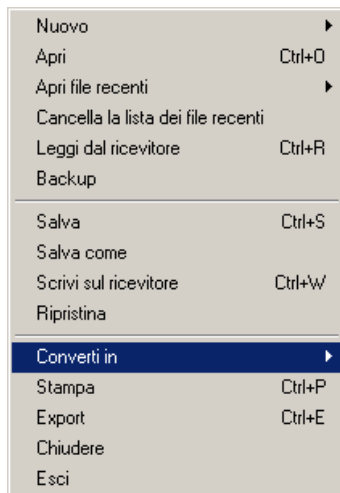 Nuovo
Apri Ctrl+O
Apri file recenti
Cancella la lista dei file recenti
Leggi dal ricevitore Ctrl+R
Backup
Salva Ctrl+S
Salva come
Scrivi sul ricevitore Ctrl+W
Ripristina
Converti in
Stampa Ctrl+P
Export Ctrl+E
Chiudere
Esci